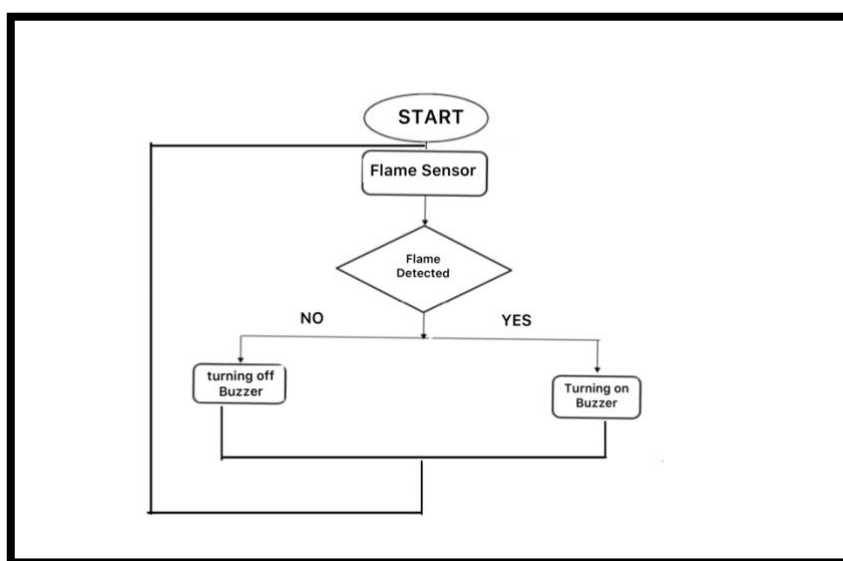 START
Flame Sensor
Flame
Detected
NO
YES
turning off
Buzzer
Turning on
Buzzer